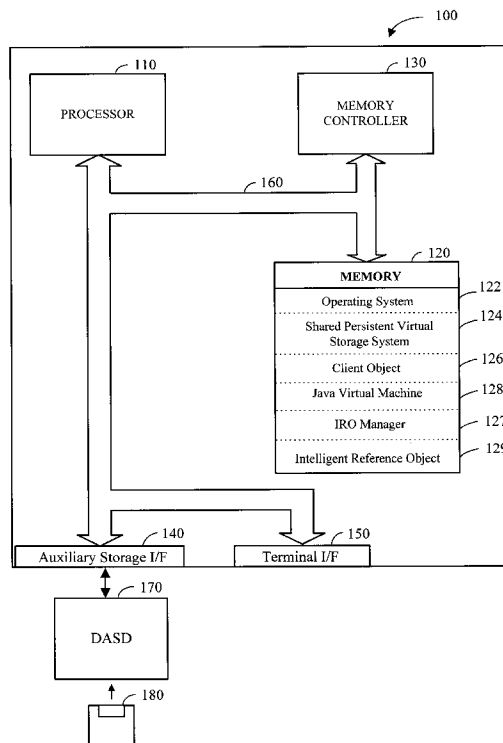 100
110
130
PROCESSOR
MEMORY
CONTROLLER
160
120
MEMORY
122
Operating System
124
Shared Persistent Virtual
Storage System
126
Client Object
128
Java Virtual Machine
127
IRO Manager
129
Intelligent Reference Object
140
150
Auxiliary Storage I/F
Terminal I/F
170
DASD
180